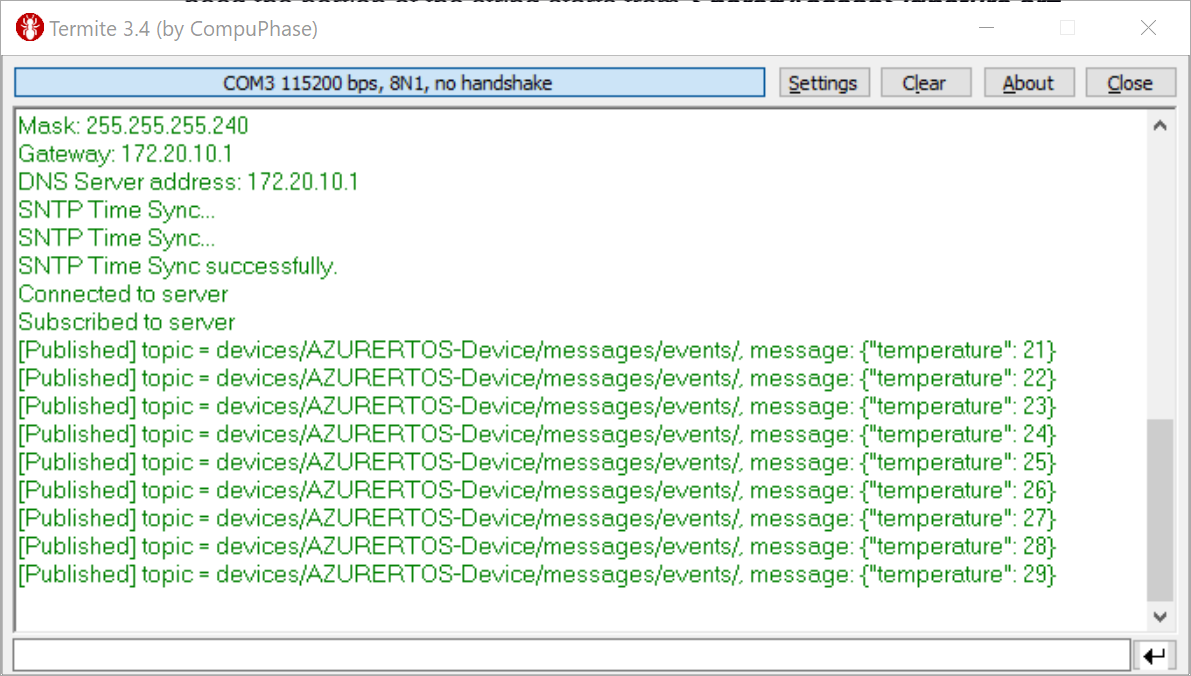 Termite 3.4 (by CompuPhase)
COM3 115200 bps, 8N1, no handshake
Settings
Clear
About
Close
Mask: 255.255.255.240
Gateway: 172.20.10.1
DNS Server address: 172.20.10.1
SNTP Time Sync...
SNTP Time Sync...
SNTP Time Sync successfully.
Connected to server
Subscribed to server
[Published] topic = devices/AZURERTOS-Device/messages/events/, message: {"temperature": 21}
[Published] topic = devices/AZURERTOS-Device/messages/events/, message: {"temperature": 22}
[Published] topic = devices/AZURERTOS-Device/messages/events/, message: {"temperature": 23}
[Published] topic = devices/AZURERTOS-Device/messages/events/, message: {"temperature": 24}
[Published] topic = devices/AZURERTOS-Device/messages/events/, message: {"temperature": 25}
[Published] topic = devices/AZURERTOS-Device/messages/events/, message: {"temperature": 26}
[Published] topic = devices/AZURERTOS-Device/messages/events/, message: {"temperature": 27}
[Published] topic = devices/AZURERTOS-Device/messages/events/, message: {"temperature": 28}
[Published] topic = devices/AZURERTOS-Device/messages/events/, message: {"temperature": 29}